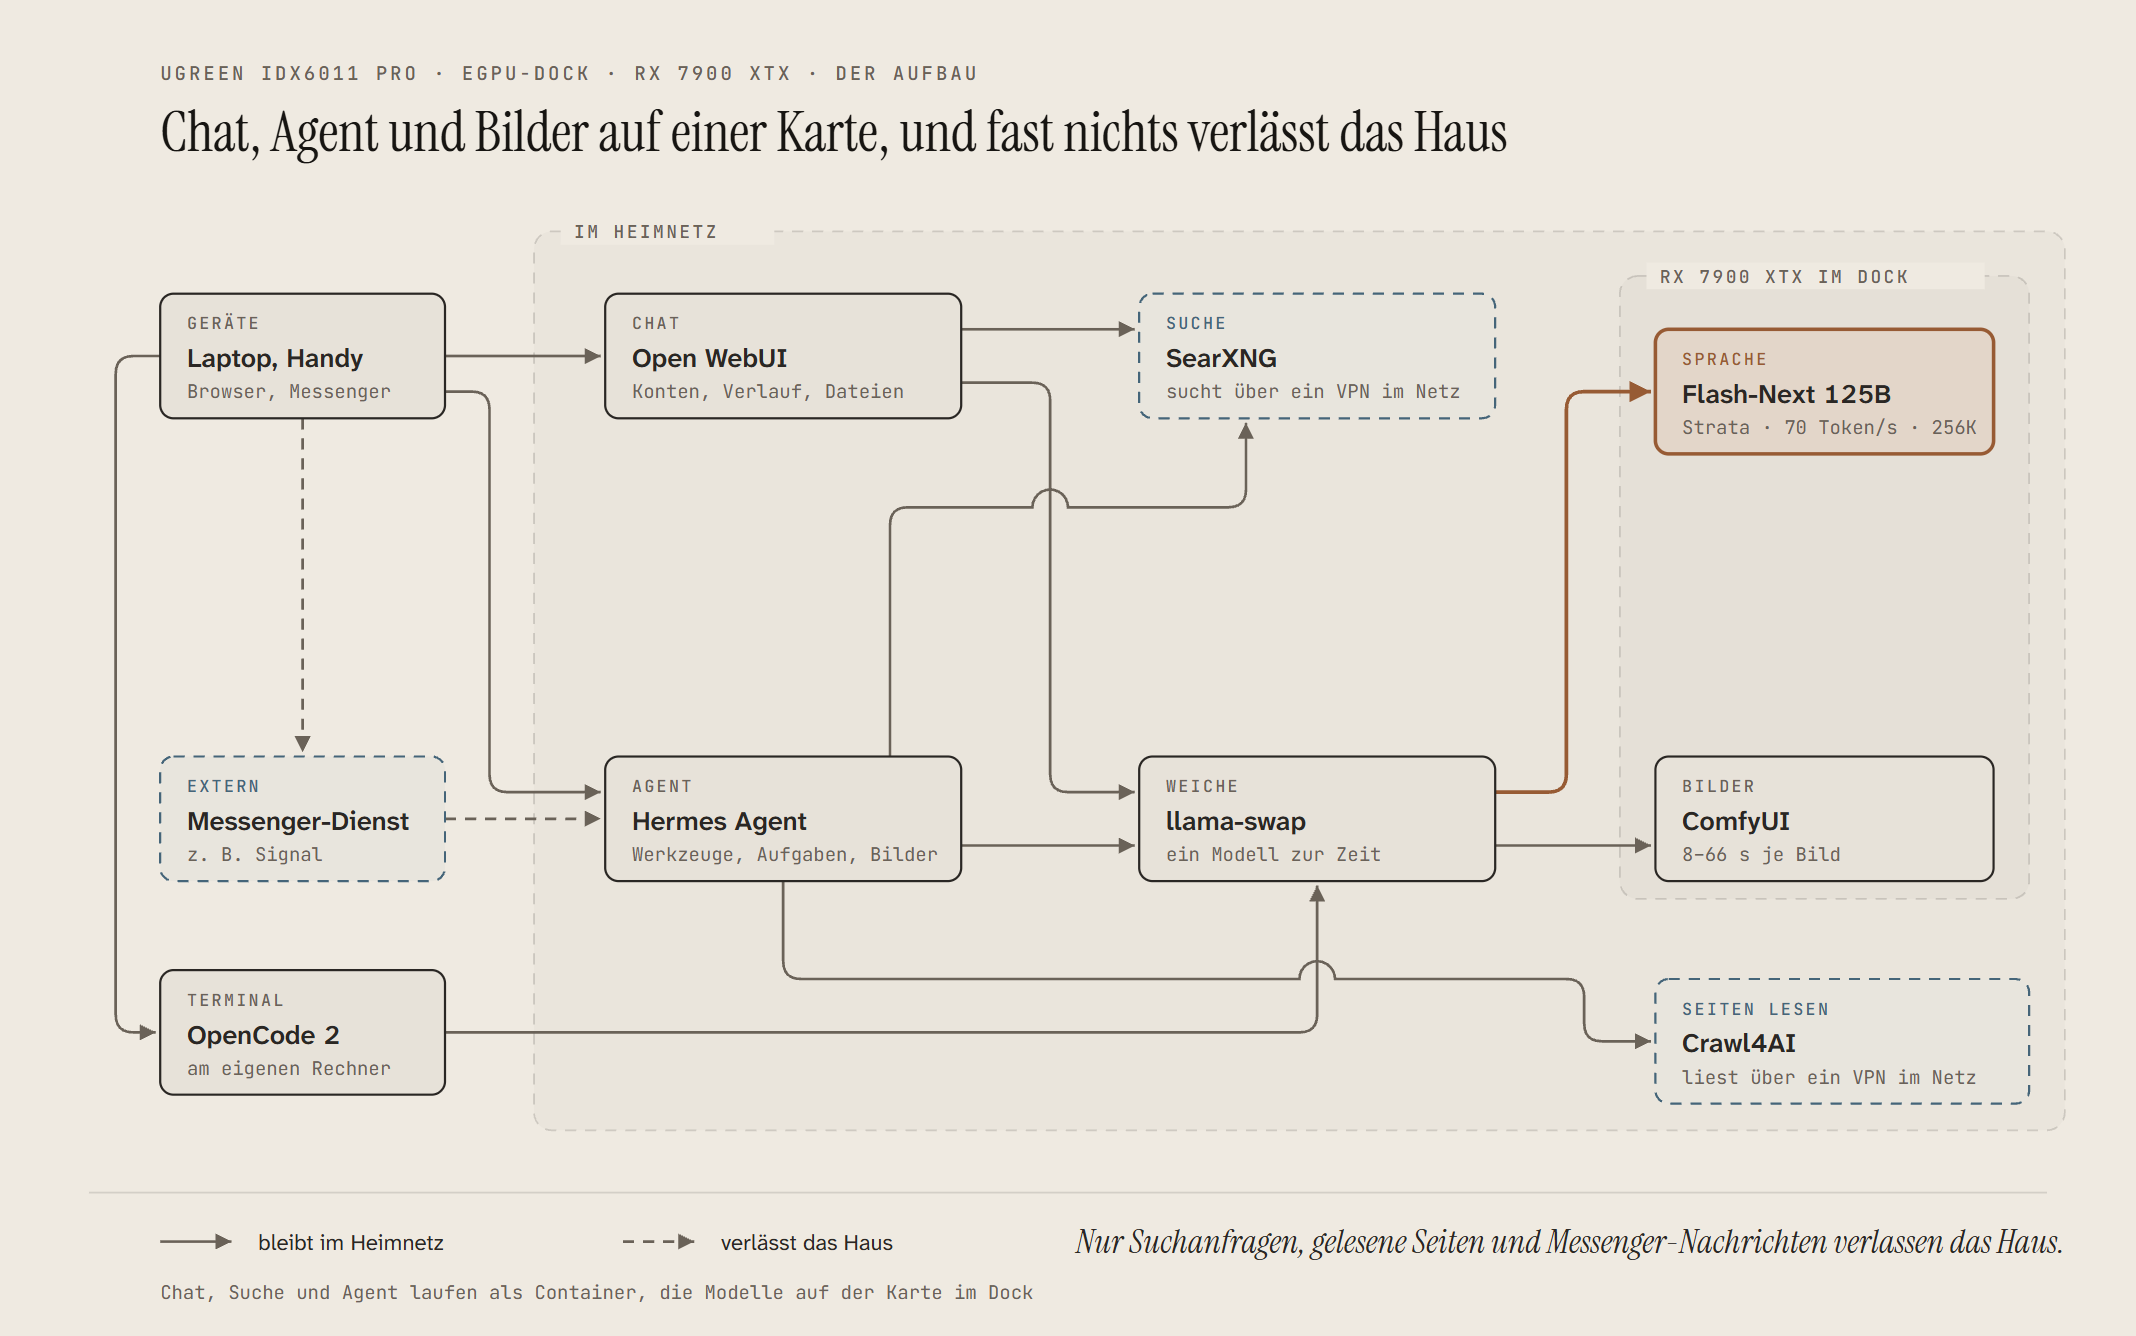 UGREEN IDX6011 PRO · EGPU-DOCK · RX 7900 XTX · DER AUFBAU
Chat, Agent und Bilder auf einer Karte, und fast nichts verlässt das Haus
IM HEIMNETZ
RX 7900 XTX IM DOCK
GERÄTE
Laptop, Handy
Browser, Messenger
CHAT
Open WebUI
Konten, Verlauf, Dateien
SUCHE
SearXNG
sucht über ein VPN im Netz
SPRACHE
Flash-Next 125B
Strata · 70 Token/s · 256K
EXTERN
Messenger-Dienst
z. B. Signal
AGENT
Hermes Agent
Werkzeuge, Aufgaben, Bilder
WEICHE
llama-swap
ein Modell zur Zeit
BILDER
ComfyUI
8–66 s je Bild
TERMINAL
OpenCode 2
am eigenen Rechner
SEITEN LESEN
Crawl4AI
liest über ein VPN im Netz
bleibt im Heimnetz
verlässt das Haus
Nur Suchanfragen, gelesene Seiten und Messenger-Nachrichten verlassen das Haus.
Chat, Suche und Agent laufen als Container, die Modelle auf der Karte im Dock